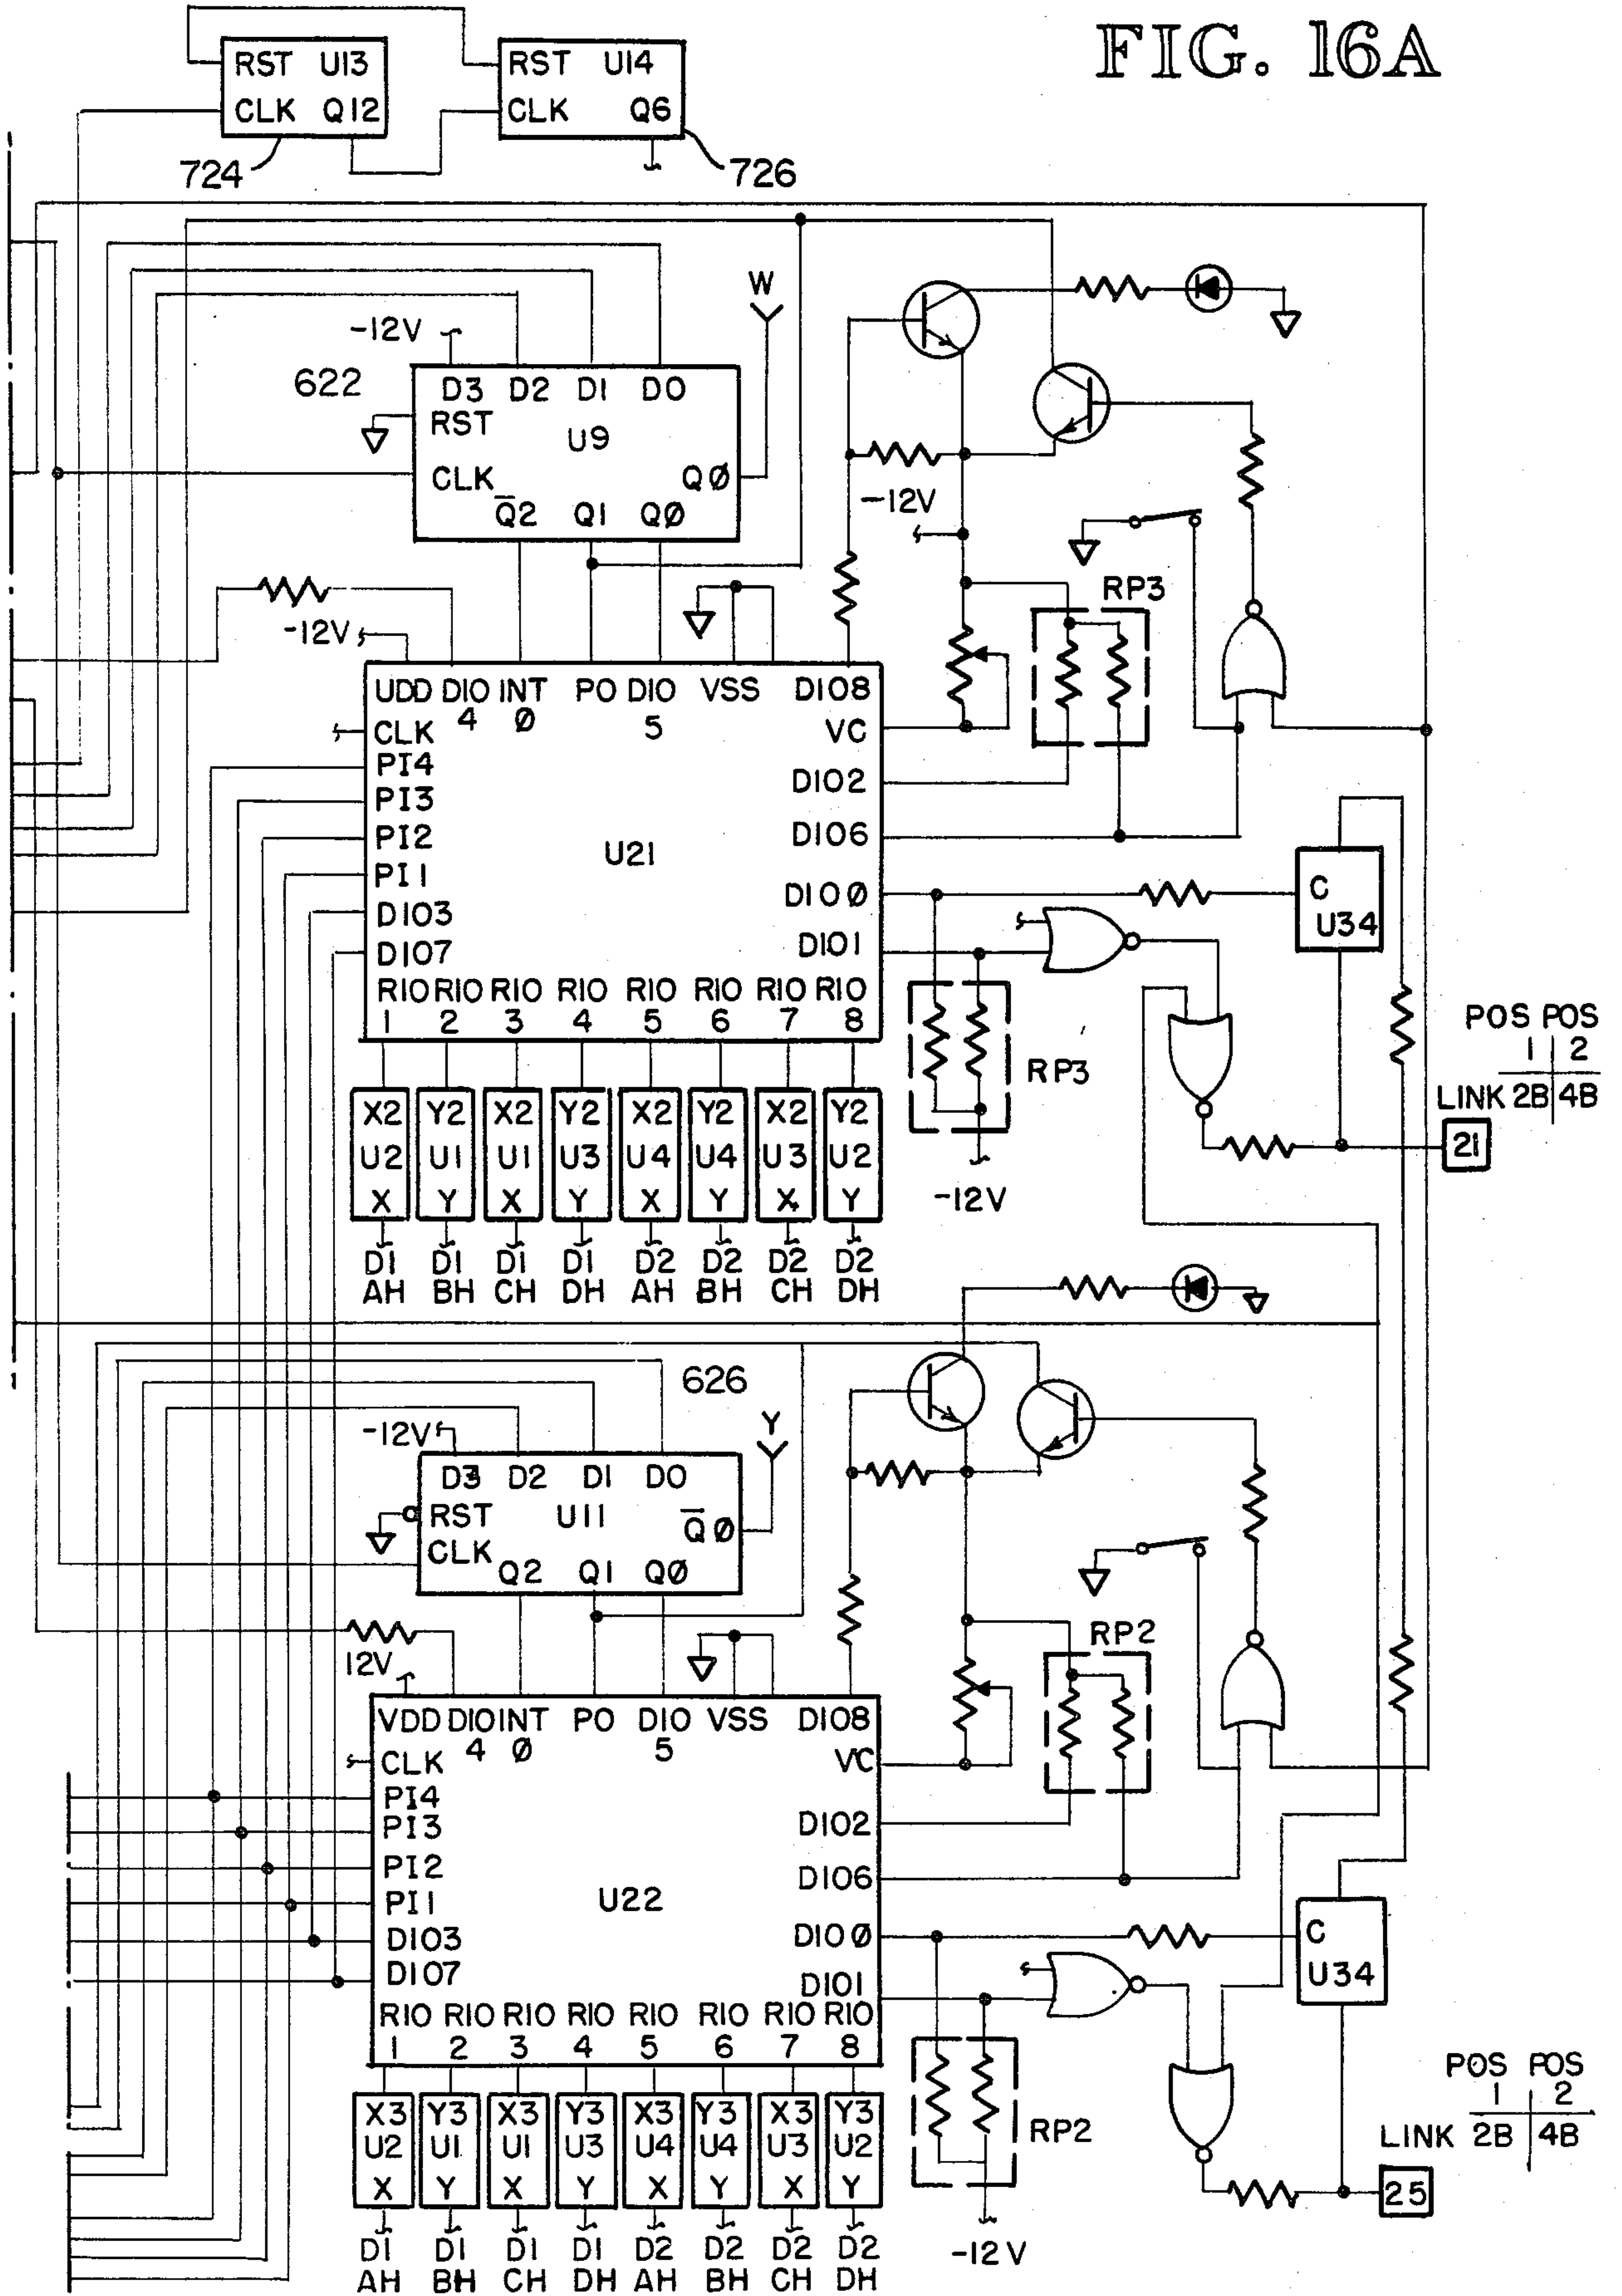 FIG. 16A
RST U13
CLK Q12
RST U14
CLK Q6
724
726
W
-12V
622
D3 D2 D1 D0
RST
U9
CLK
Q0̸
Q̅2 Q1 Q0̸
-12V
-12V
RP3
UDD DIO INT PO DIO VSS DIO8
4 0̸ 5
CLK
VC
PI4
PI3
DIO2
PI2
DIO6
U21
PI1
DIO0̸
DIO3
DIO1
DIO7
C
U34
RIO RIO RIO RIO RIO RIO RIO RIO
1 2 3 4 5 6 7 8
RP3
POS POS
1 2
LINK 2B 4B
21
X2 Y2 X2 Y2 X2 Y2 X2 Y2
U2 U1 U1 U3 U4 U4 U3 U2
X Y X Y X Y X Y
-12V
D1 D1 D1 D1 D2 D2 D2 D2
AH BH CH DH AH BH CH DH
626
Y
-12V
D3 D2 D1 D0
RST
U11
Q̅0̸
CLK
Q2 Q1 Q0̸
12V
RP2
VDD DIO INT PO DIO VSS DIO8
4 0̸ 5
CLK
VC
PI4
PI3
DIO2
PI2
DIO6
PI1
U22
DIO3
DIO0̸
DIO7
DIO1
C
U34
RIO RIO RIO RIO RIO RIO RIO RIO
1 2 3 4 5 6 7 8
RP2
POS POS
1 2
LINK 2B 4B
25
X3 Y3 X3 Y3 X3 Y3 X3 Y3
U2 U1 U1 U3 U4 U4 U3 U2
X Y X Y X Y X Y
-12V
D1 D1 D1 D1 D2 D2 D2 D2
AH BH CH DH AH BH CH DH